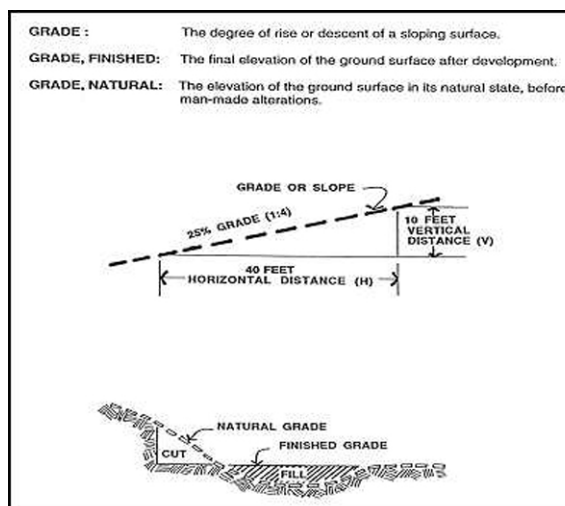 GRADE : The degree of rise or descent of a sloping surface.
GRADE, FINISHED: The final elevation of the ground surface after development.
GRADE, NATURAL: The elevation of the ground surface in its natural state, before
man-made alterations.
GRADE OR SLOPE
25% GRADE (1:4)
10 FEET
VERTICAL
DISTANCE (V)
40 FEET
HORIZONTAL DISTANCE (H)
NATURAL GRADE
FINISHED GRADE
CUT
FILL